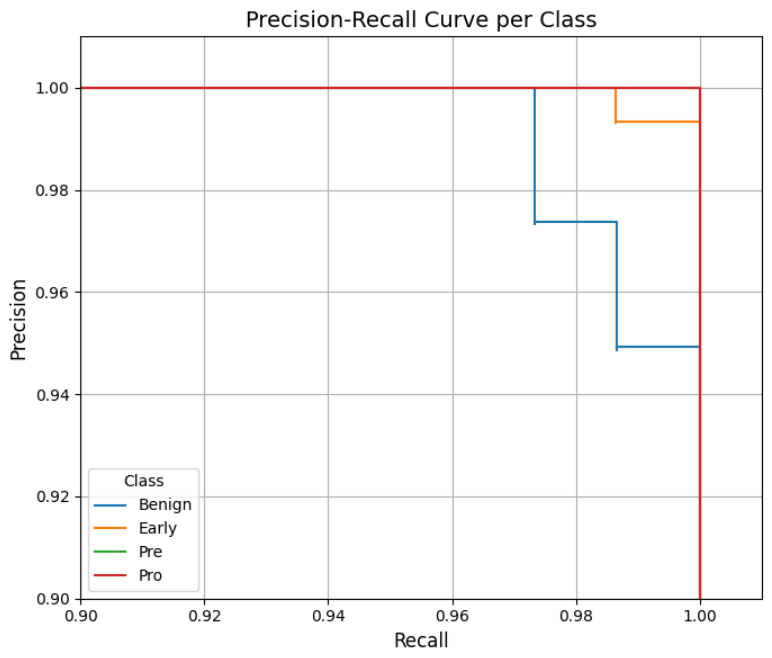 Precision-Recall Curve per Class
1.00
0.98
0.96
0.94
0.92
0.90
Precision
Class
Benign
Early
Pre
Pro
0.90 0.92 0.94 0.96 0.98 1.00
Recall